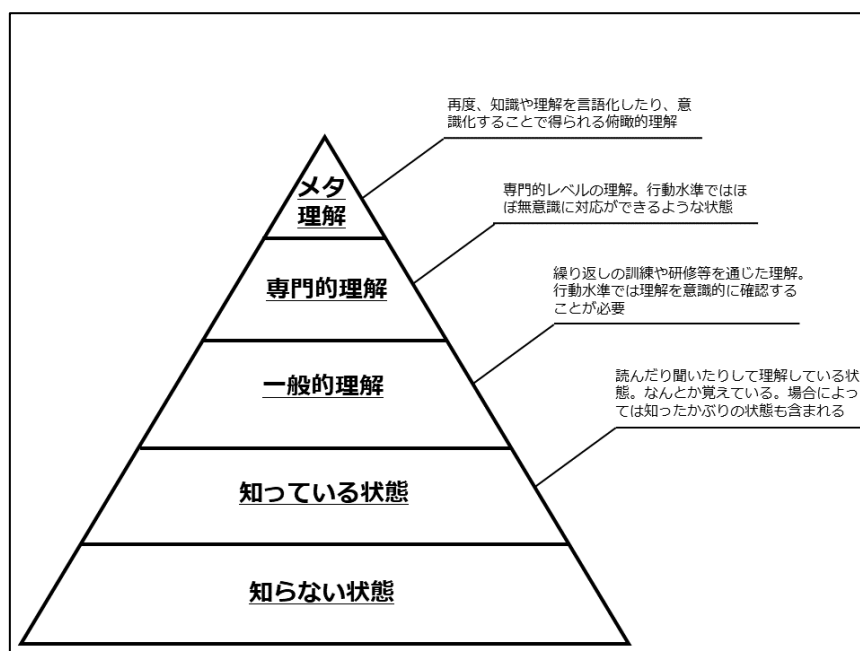 再度、知識や理解を言語化したり、意
識化することで得られる俯瞰的理解
メタ
理解
専門的レベルの理解。行動水準ではほ
ぼ無意識に対応ができるような状態
専門的理解
繰り返しの訓練や研修等を通じた理解。
行動水準では理解を意識的に確認する
ことが必要
一般的理解
読んだり聞いたりして理解している状
態。なんとか覚えている。場合によっ
ては知ったかぶりの状態も含まれる
知っている状態
知らない状態